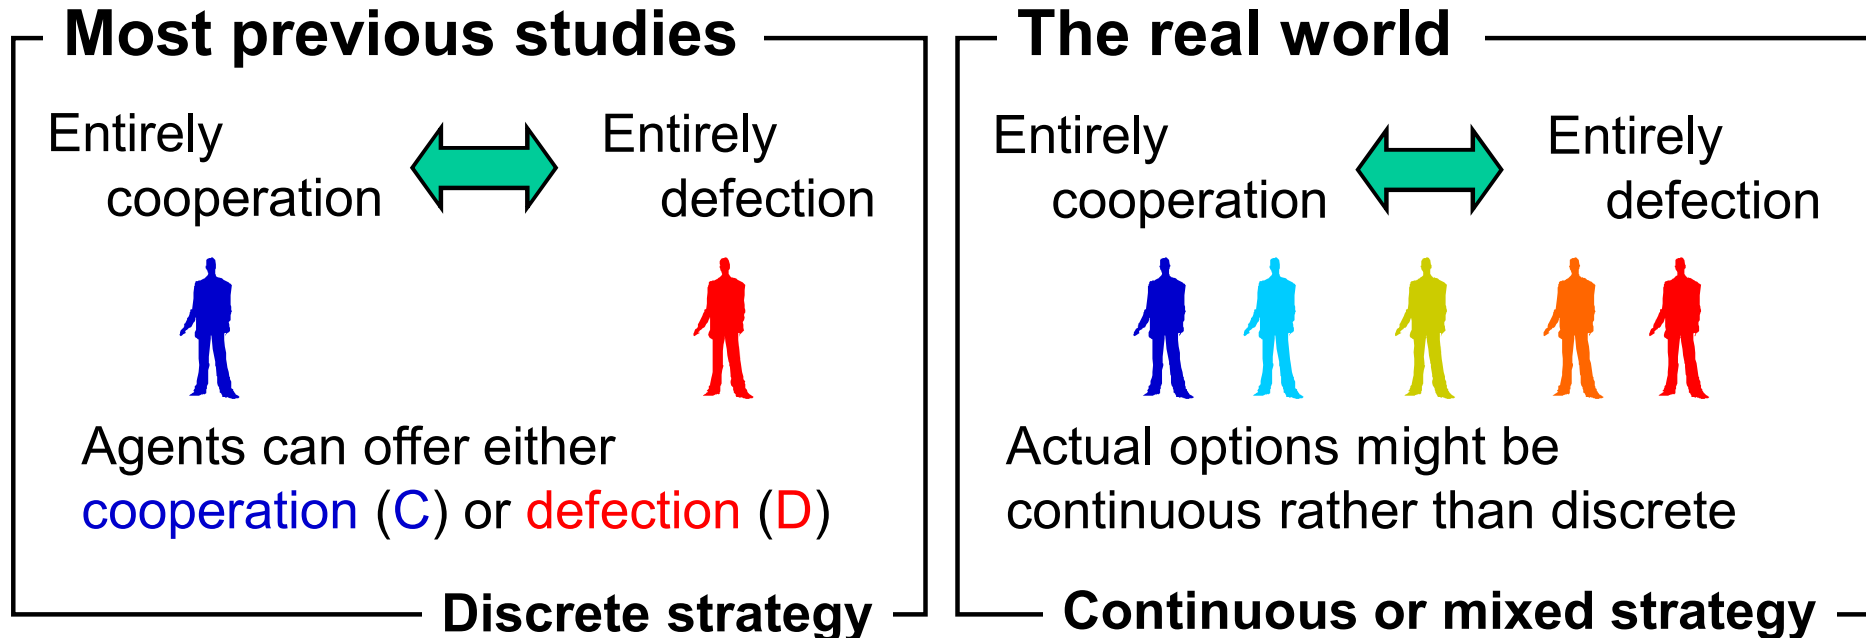 Most previous studies
Entirely
cooperation
Entirely
defection
Agents can offer either
cooperation (C) or defection (D)
Discrete strategy
The real world
Entirely
cooperation
Entirely
defection
Actual options might be
continuous rather than discrete
Continuous or mixed strategy